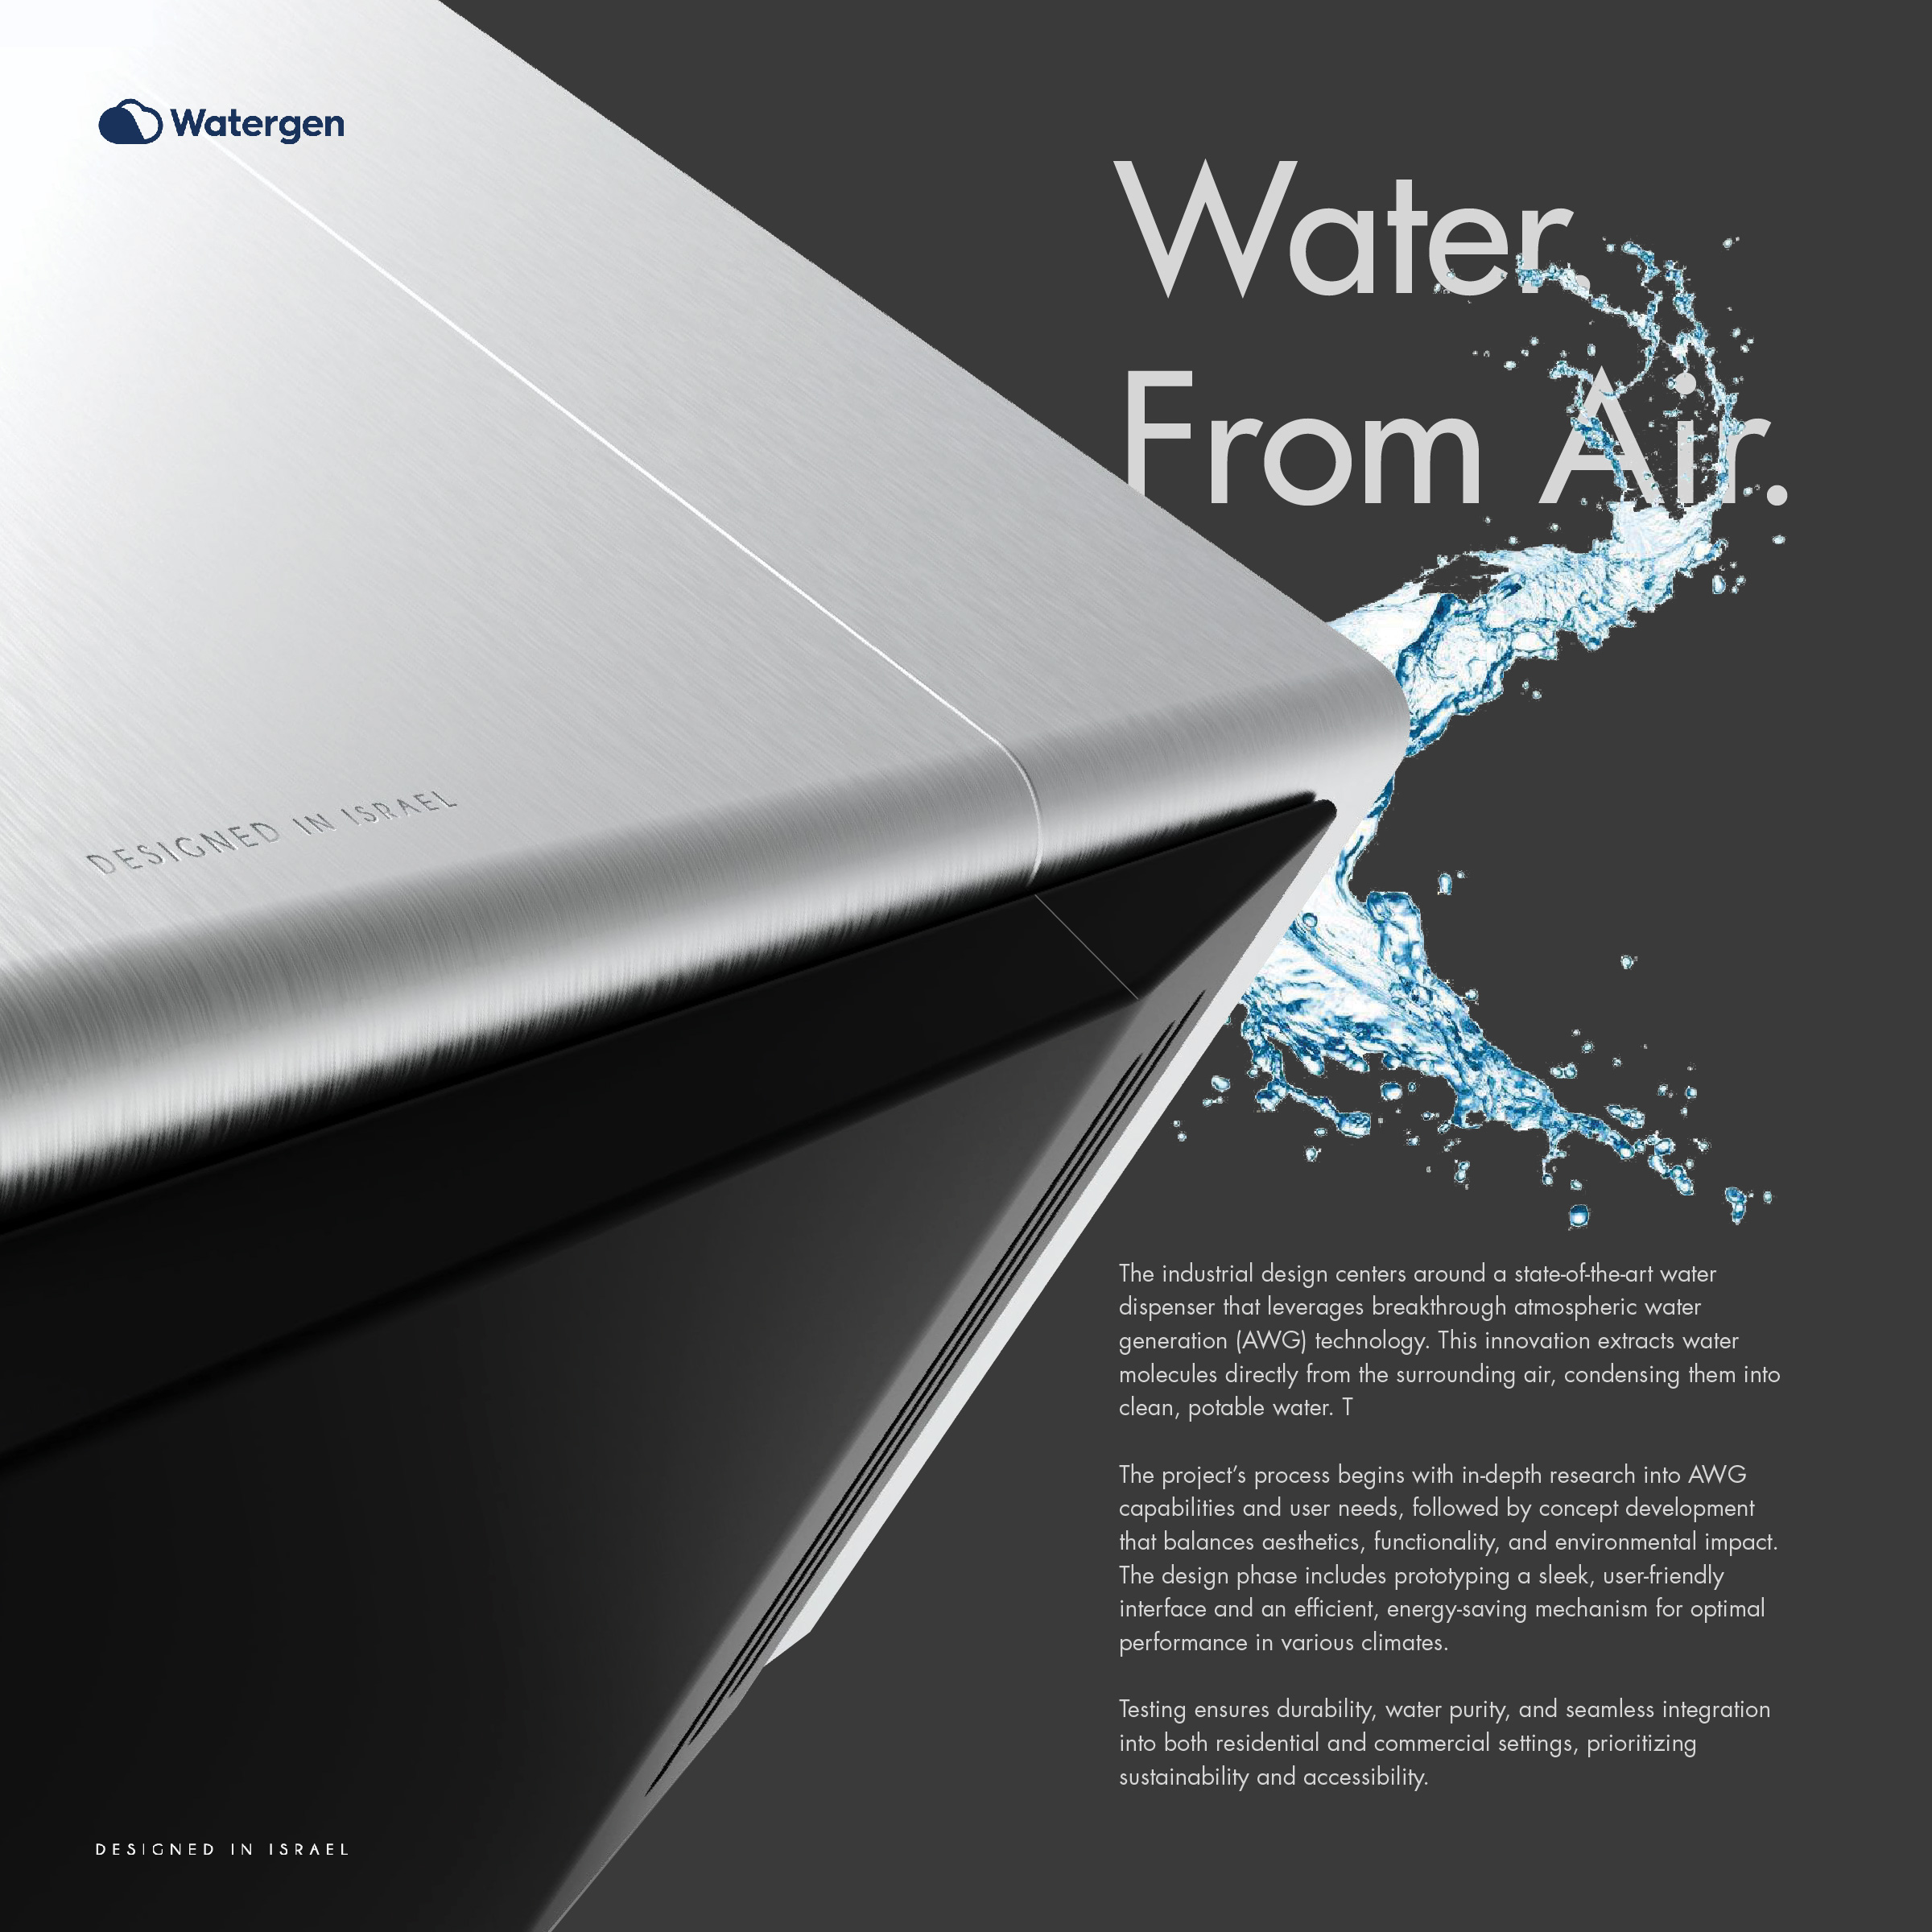 Watergen
Water.
From Air.
DESIGNED IN ISRAEL
The industrial design centers around a state-of-the-art water
dispenser that leverages breakthrough atmospheric water
generation (AWG) technology. This innovation extracts water
molecules directly from the surrounding air, condensing them into
clean, potable water. T
The project’s process begins with in-depth research into AWG
capabilities and user needs, followed by concept development
that balances aesthetics, functionality, and environmental impact.
The design phase includes prototyping a sleek, user-friendly
interface and an efficient, energy-saving mechanism for optimal
performance in various climates.
Testing ensures durability, water purity, and seamless integration
into both residential and commercial settings, prioritizing
sustainability and accessibility.
DESIGNED IN ISRAEL